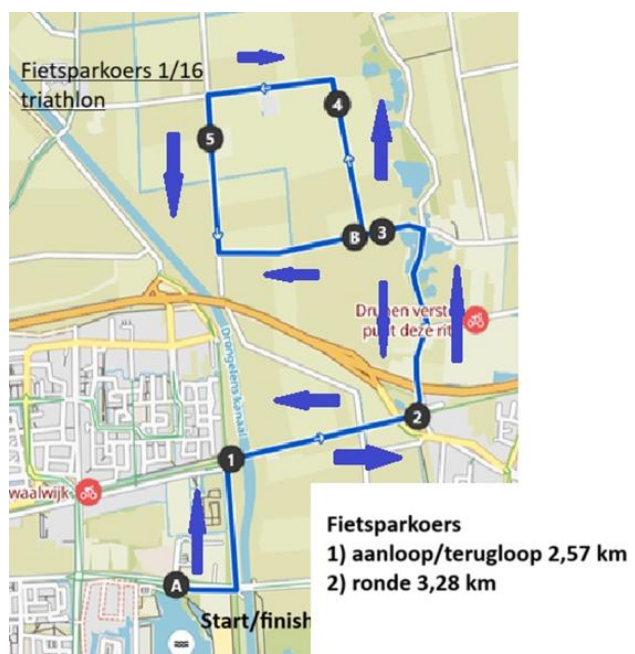 Fietsparkoers 1/16
triathlon
4
5
B
3
Drunen verst
punt deze rit
Drongelens kanaal
2
1
waalwijk
A
Start/finish
Fietsparkoers
1) aanloop/terugloop 2,57 km
2) ronde 3,28 km